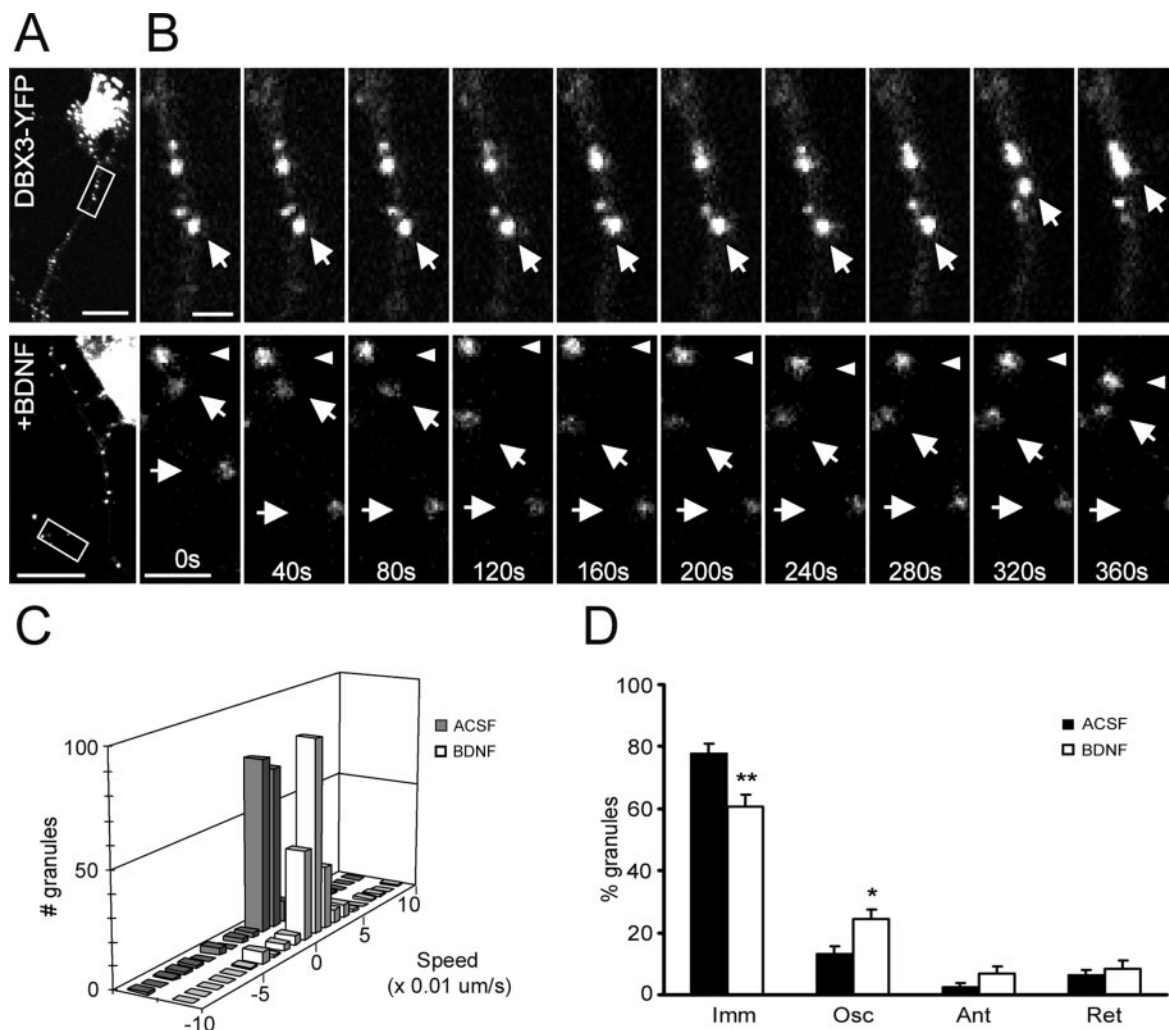 A
B
DBX3-YFP
+BDNF
0s
40s
80s
120s
160s
200s
240s
280s
320s
360s
C
# granules
100
50
0
-10
-5
0
5
10
Speed
(x 0.01 um/s)
ACSF
BDNF
D
% granules
100
80
60
40
20
0
**
*
ACSF
BDNF
Imm
Osc
Ant
Ret